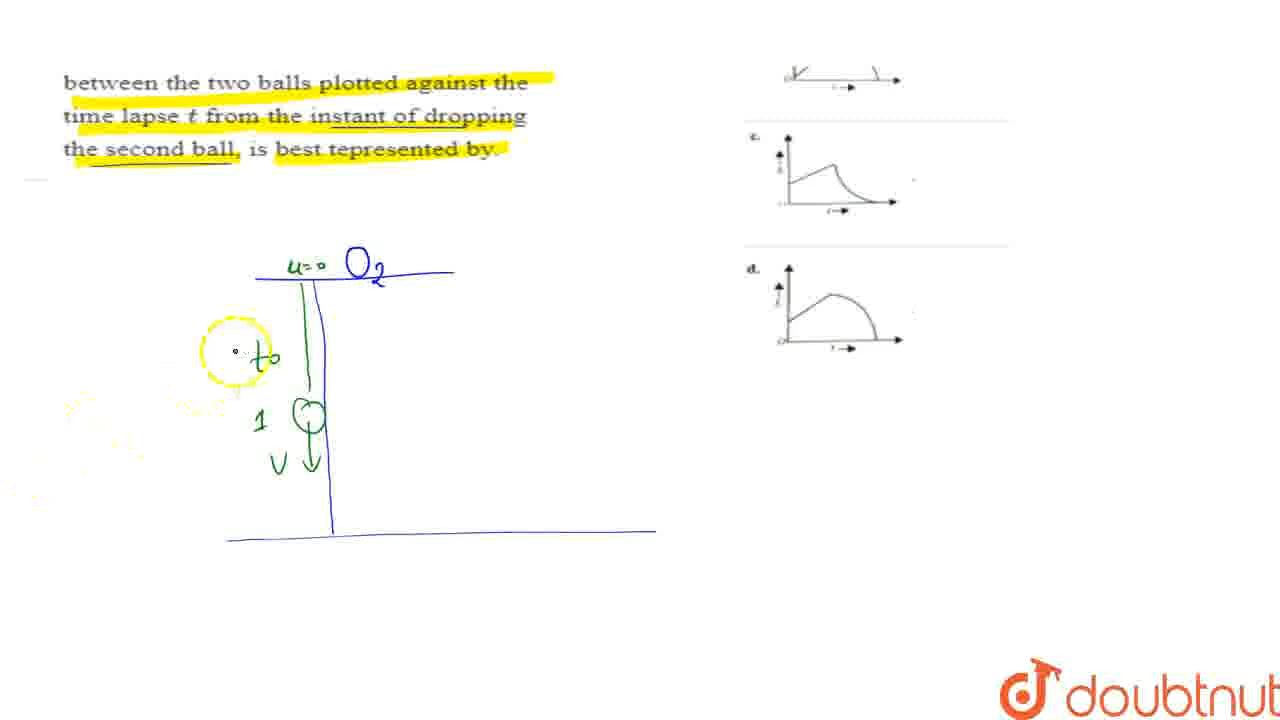 between the two balls plotted against the
time lapse t from the instant of dropping
the second ball, is best tepresented by.
u=0
2
t₀
1
V
c.
d.
doubtnut